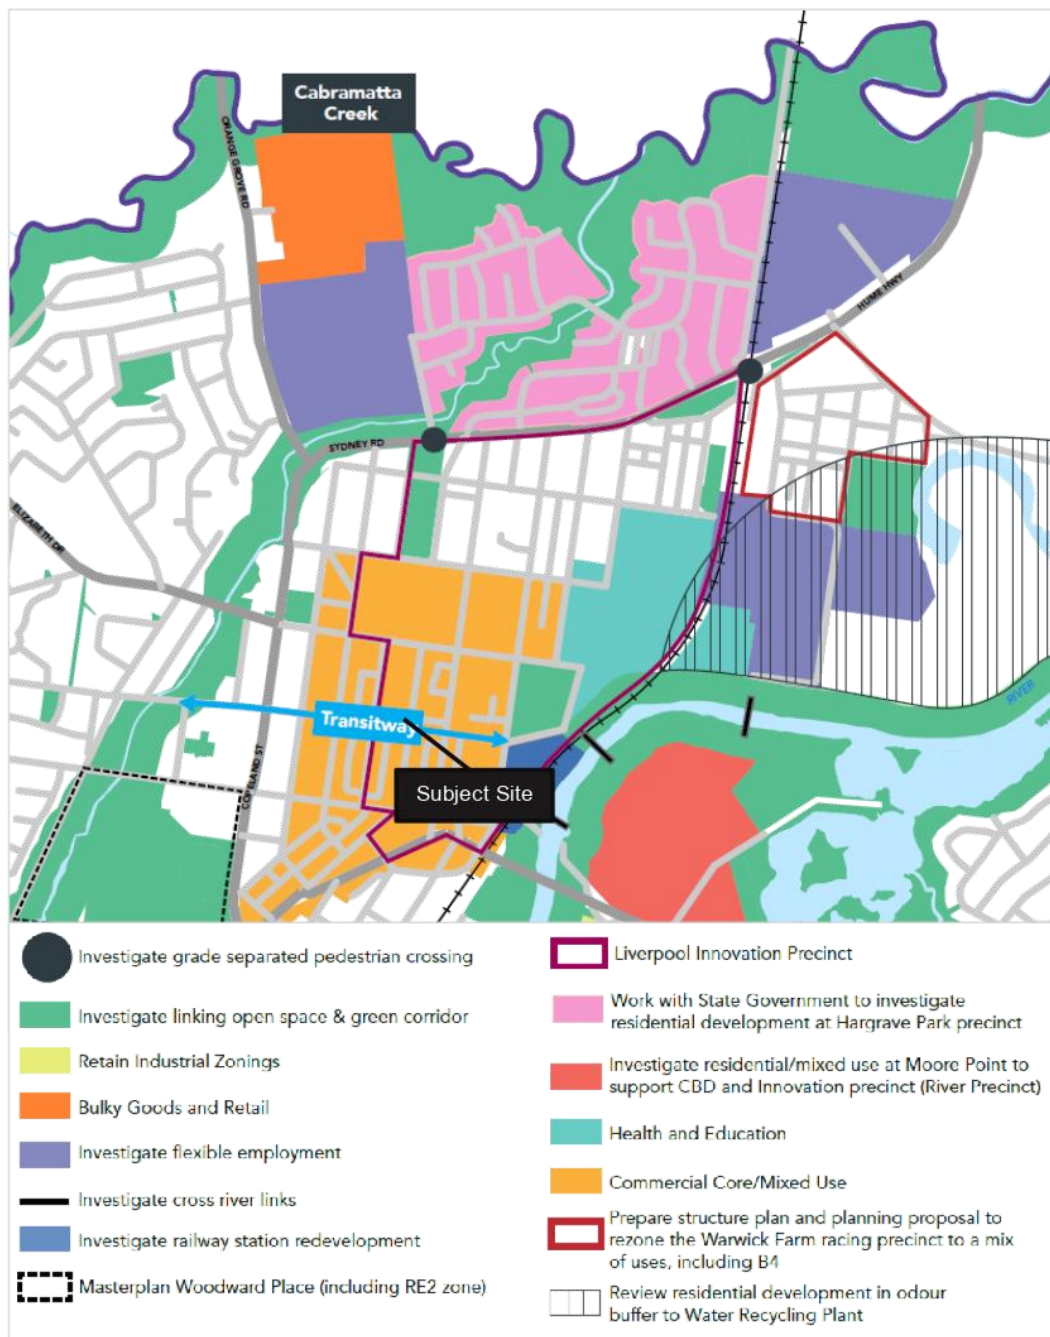 Cabramatta
Creek
ORANGE GROVE RD
HUME HWY
SYDNEY RD
ELIZABETH DR
Transitway
COPELAND ST
RIVER
Subject Site
Investigate grade separated pedestrian crossing
Investigate linking open space & green corridor
Retain Industrial Zonings
Bulky Goods and Retail
Investigate flexible employment
Investigate cross river links
Investigate railway station redevelopment
Masterplan Woodward Place (including RE2 zone)
Liverpool Innovation Precinct
Work with State Government to investigate
residential development at Hargrave Park precinct
Investigate residential/mixed use at Moore Point to
support CBD and Innovation precinct (River Precinct)
Health and Education
Commercial Core/Mixed Use
Prepare structure plan and planning proposal to
rezone the Warwick Farm racing precinct to a mix
of uses, including B4
Review residential development in odour
buffer to Water Recycling Plant